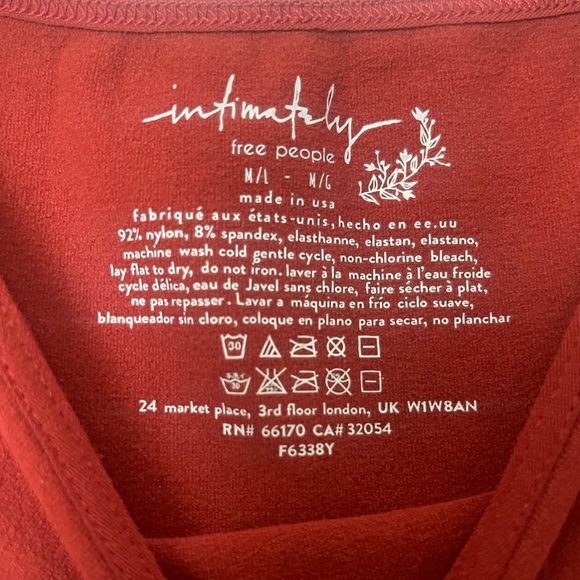 intimately
free people
M/L - M/G
made in usa
fabriqué aux états-unis, hecho en ee.uu
92% nylon, 8% spandex, elasthanne, elastan, elastano,
machine wash cold gentle cycle, non-chlorine bleach,
lay flat to dry, do not iron. laver à la machine à l'eau froide
cycle délica, eau de Javel sans chlore, faire sécher à plat,
ne pas repasser. Lavar a máquina en frío ciclo suave,
blanqueador sin cloro, coloque en plano para secar, no planchar
30
30
24 market place, 3rd floor london, UK W1W8AN
RN# 66170 CA# 32054
F6338Y